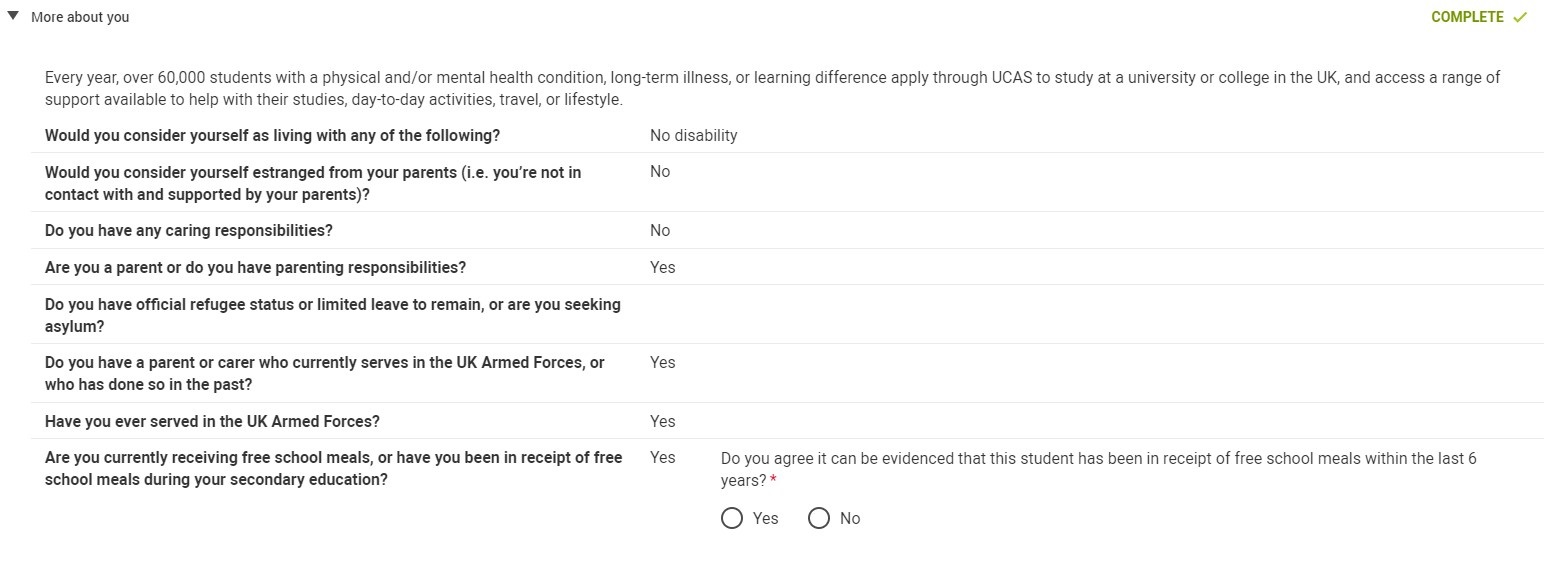 More about you
COMPLETE
Every year, over 60,000 students with a physical and/or mental health condition, long-term illness, or learning difference apply through UCAS to study at a university or college in the UK, and access a range of
support available to help with their studies, day-to-day activities, travel, or lifestyle.
Would you consider yourself as living with any of the following?
No disability
Would you consider yourself estranged from your parents (i.e. you’re not in
contact with and supported by your parents)?
No
Do you have any caring responsibilities?
No
Are you a parent or do you have parenting responsibilities?
Yes
Do you have official refugee status or limited leave to remain, or are you seeking
asylum?
Do you have a parent or carer who currently serves in the UK Armed Forces, or
who has done so in the past?
Yes
Have you ever served in the UK Armed Forces?
Yes
Are you currently receiving free school meals, or have you been in receipt of free
school meals during your secondary education?
Yes
Do you agree it can be evidenced that this student has been in receipt of free school meals within the last 6
years? *
Yes
No